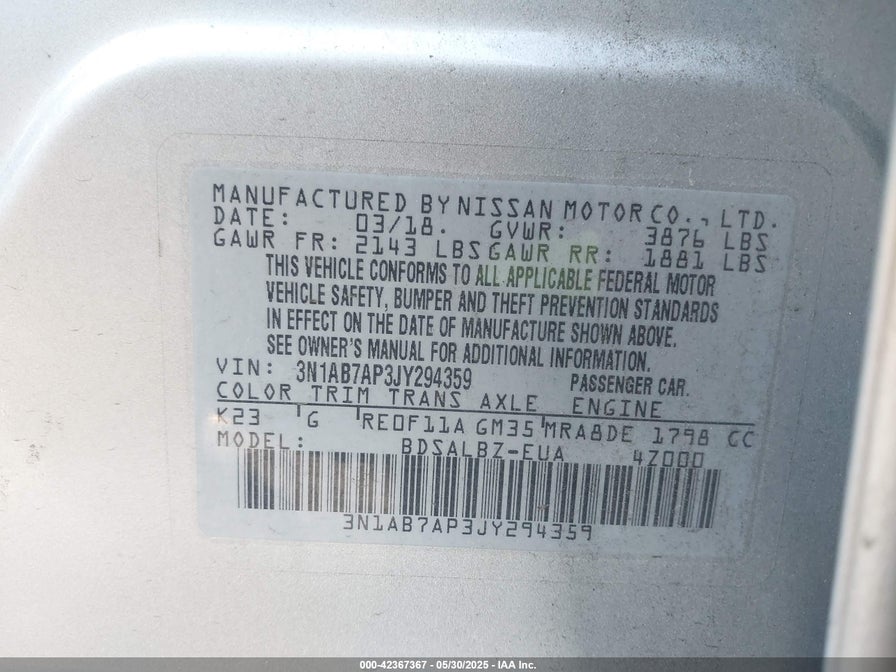 MANUFACTURED BY NISSAN MOTOR CO., LTD.
DATE: 03/18. GVWR: 3876 LBS
GAWR FR: 2143 LBS GAWR RR: 1881 LBS
THIS VEHICLE CONFORMS TO ALL APPLICABLE FEDERAL MOTOR
VEHICLE SAFETY, BUMPER AND THEFT PREVENTION STANDARDS
IN EFFECT ON THE DATE OF MANUFACTURE SHOWN ABOVE.
SEE OWNER'S MANUAL FOR ADDITIONAL INFORMATION.
VIN: 3N1AB7AP3JY294359 PASSENGER CAR.
COLOR TRIM TRANS AXLE ENGINE
K23 G RE0F11A GM35 MRA8DE 1798 CC
MODEL: BDSALBZ-EUA 4Z000
3N1AB7AP3JY294359
000-42367367 - 05/30/2025 - IAA Inc.